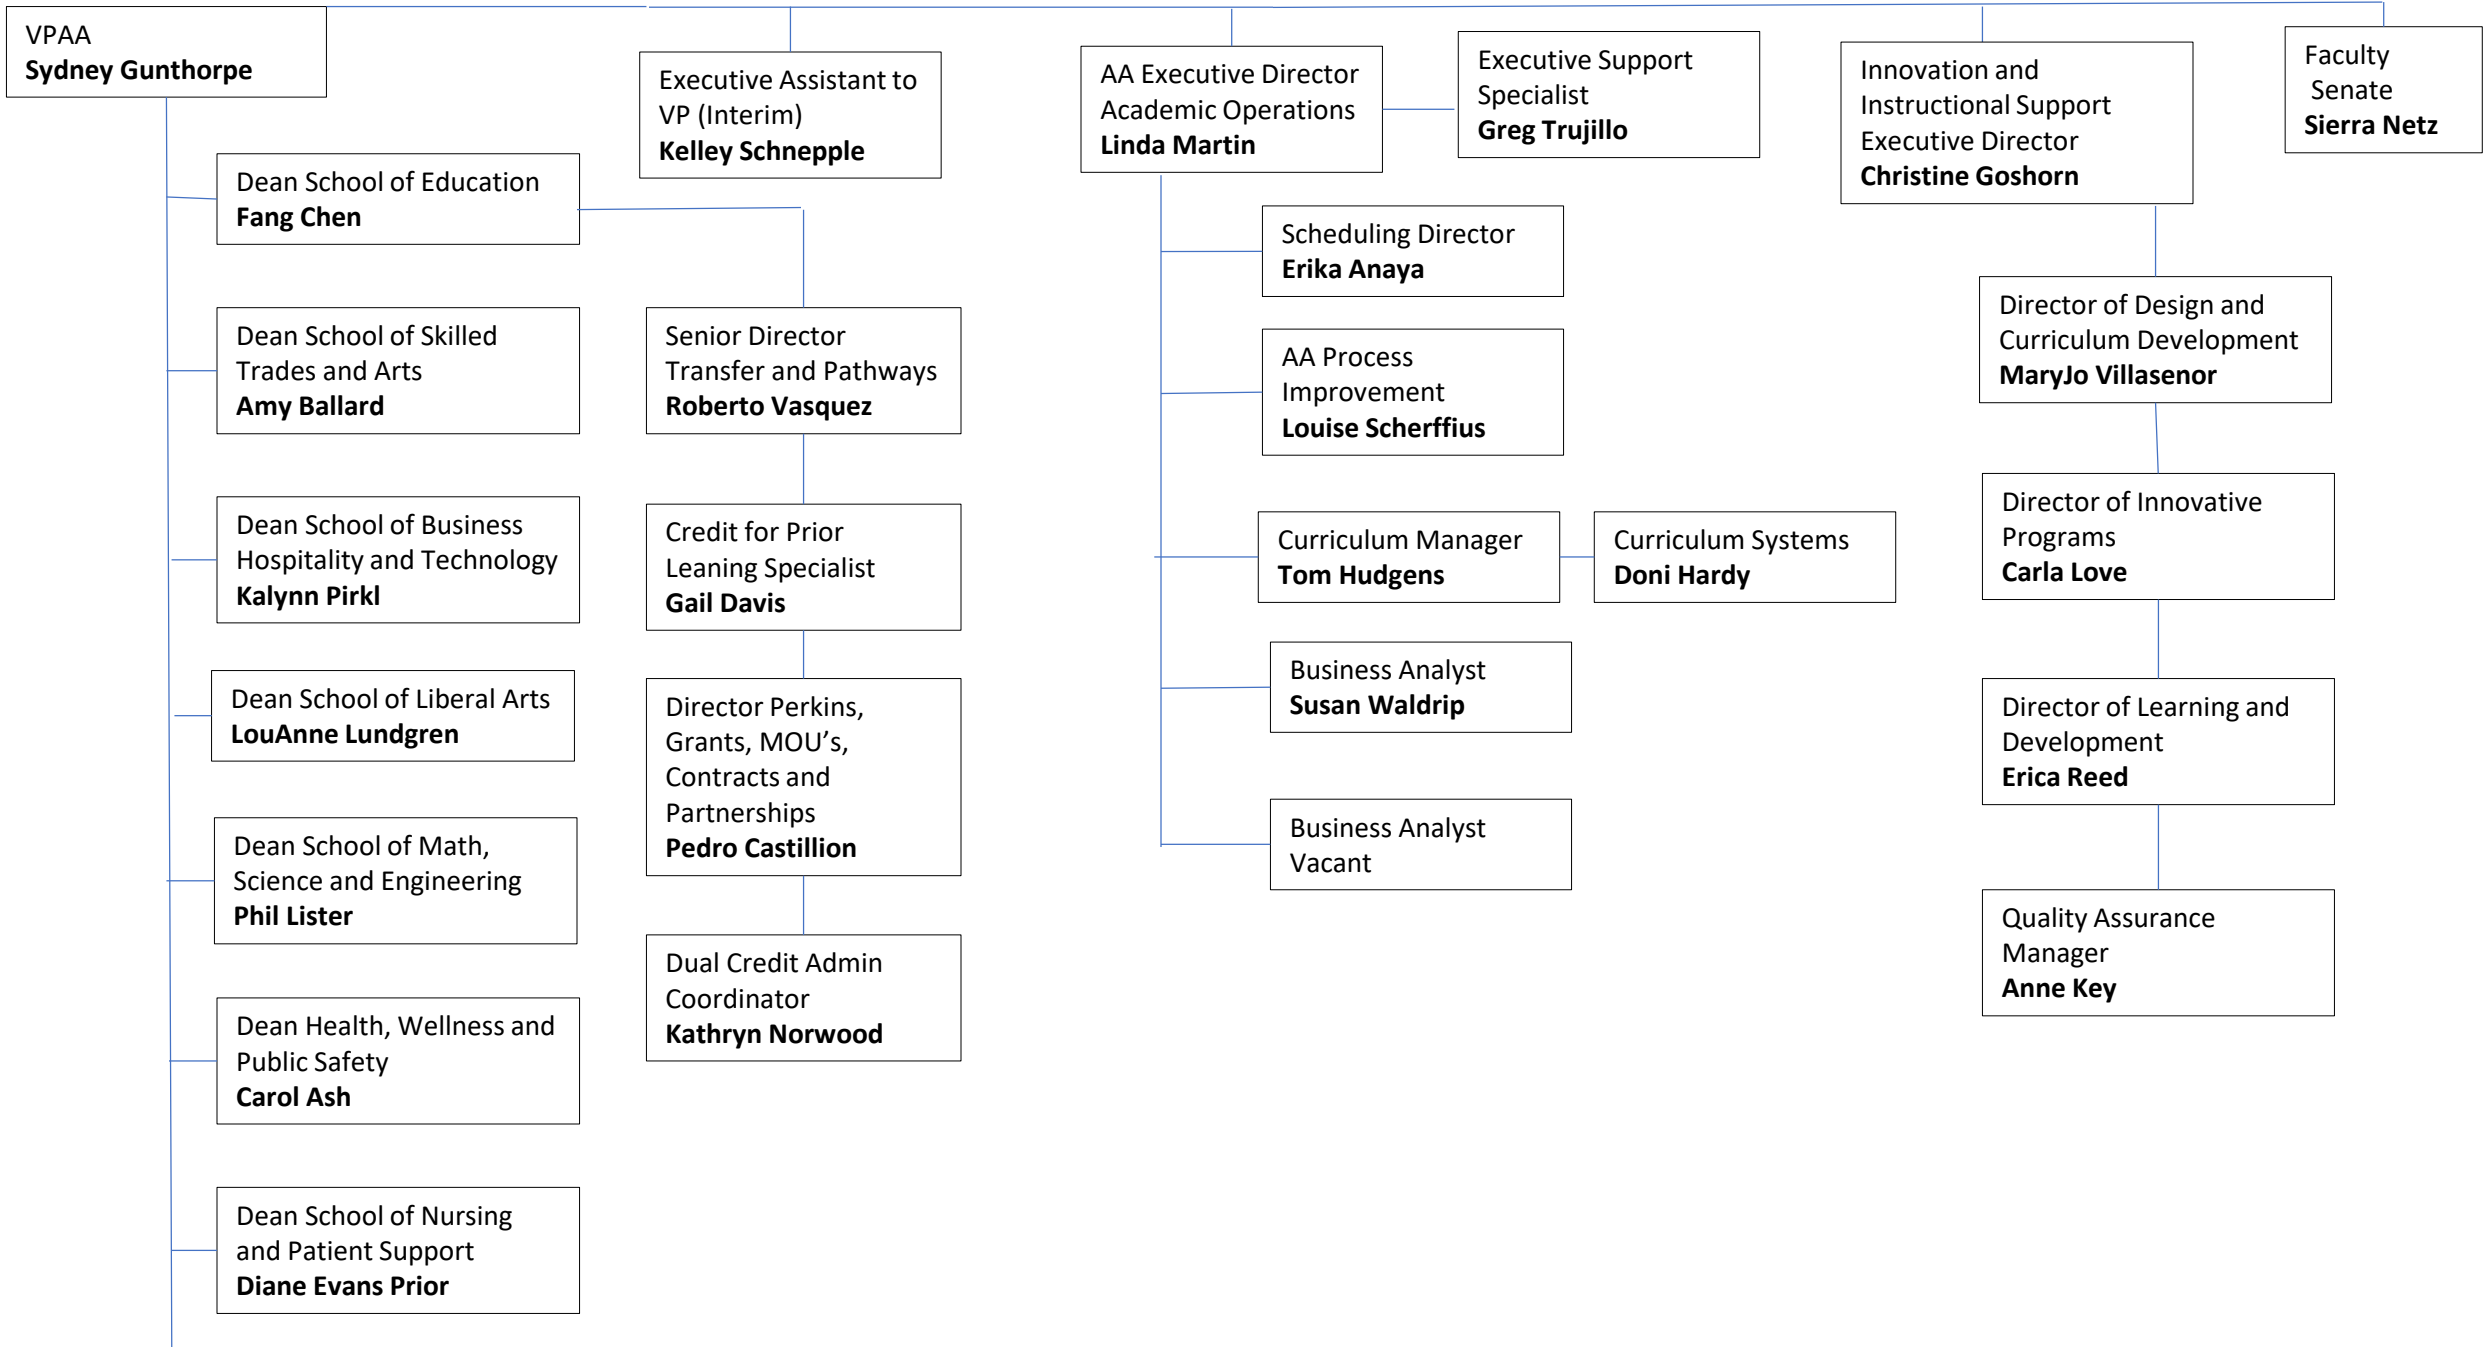 VPAA
Sydney Gunthorpe
Executive Assistant to
VP (Interim)
Kelley Schnepple
AA Executive Director
Academic Operations
Linda Martin
Executive Support
Specialist
Greg Trujillo
Innovation and
Instructional Support
Executive Director
Christine Goshorn
Faculty
Senate
Sierra Netz
Dean School of Education
Fang Chen
Dean School of Skilled
Trades and Arts
Amy Ballard
Dean School of Business
Hospitality and Technology
Kalynn Pirkl
Dean School of Liberal Arts
LouAnne Lundgren
Dean School of Math,
Science and Engineering
Phil Lister
Dean Health, Wellness and
Public Safety
Carol Ash
Dean School of Nursing
and Patient Support
Diane Evans Prior
Senior Director
Transfer and Pathways
Roberto Vasquez
Credit for Prior
Leaning Specialist
Gail Davis
Director Perkins,
Grants, MOU’s,
Contracts and
Partnerships
Pedro Castillion
Dual Credit Admin
Coordinator
Kathryn Norwood
Scheduling Director
Erika Anaya
AA Process
Improvement
Louise Scherffius
Curriculum Manager
Tom Hudgens
Curriculum Systems
Doni Hardy
Business Analyst
Susan Waldrip
Business Analyst
Vacant
Director of Design and
Curriculum Development
MaryJo Villasenor
Director of Innovative
Programs
Carla Love
Director of Learning and
Development
Erica Reed
Quality Assurance
Manager
Anne Key